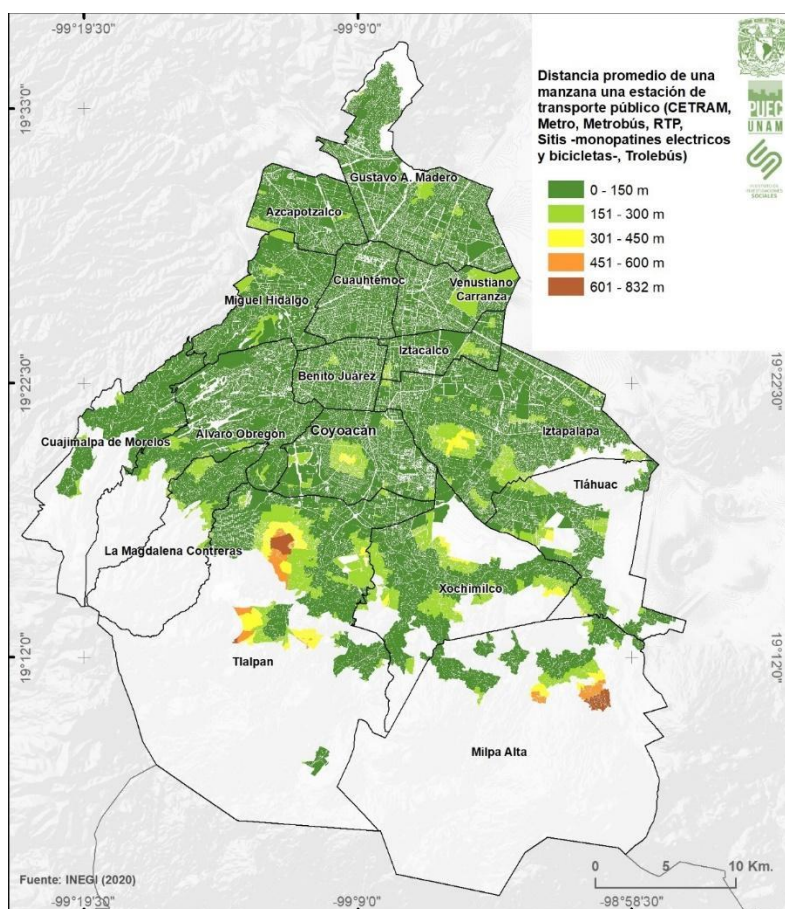 -99°19'30"
-99°9'0"
19°33'0"
Distancia promedio de una
manzana una estación de
transporte público (CETRAM,
Metro, Metrobús, RTP,
Sitis -monopatines electricos
y bicicletas-, Trolebús)
PUEC
UNAM
SOCIALES
0 - 150 m
151 - 300 m
301 - 450 m
451 - 600 m
601 - 832 m
Gustavo A. Madero
Azcapotzalco
Cuauhtémoc
Venustiano
Carranza
Miguel Hidalgo
Iztacalco
Benito Juárez
19°22'30"
19°22'30"
Cuajimalpa de Morelos
Álvaro Obregón
Coyoacán
Iztapalapa
Tláhuac
La Magdalena Contreras
Xochimilco
19°12'0"
Tlalpan
19°12'0"
Milpa Alta
Fuente: INEGI (2020)
0 5 10 Km.
-99°19'30"
-99°9'0"
-98°58'30"